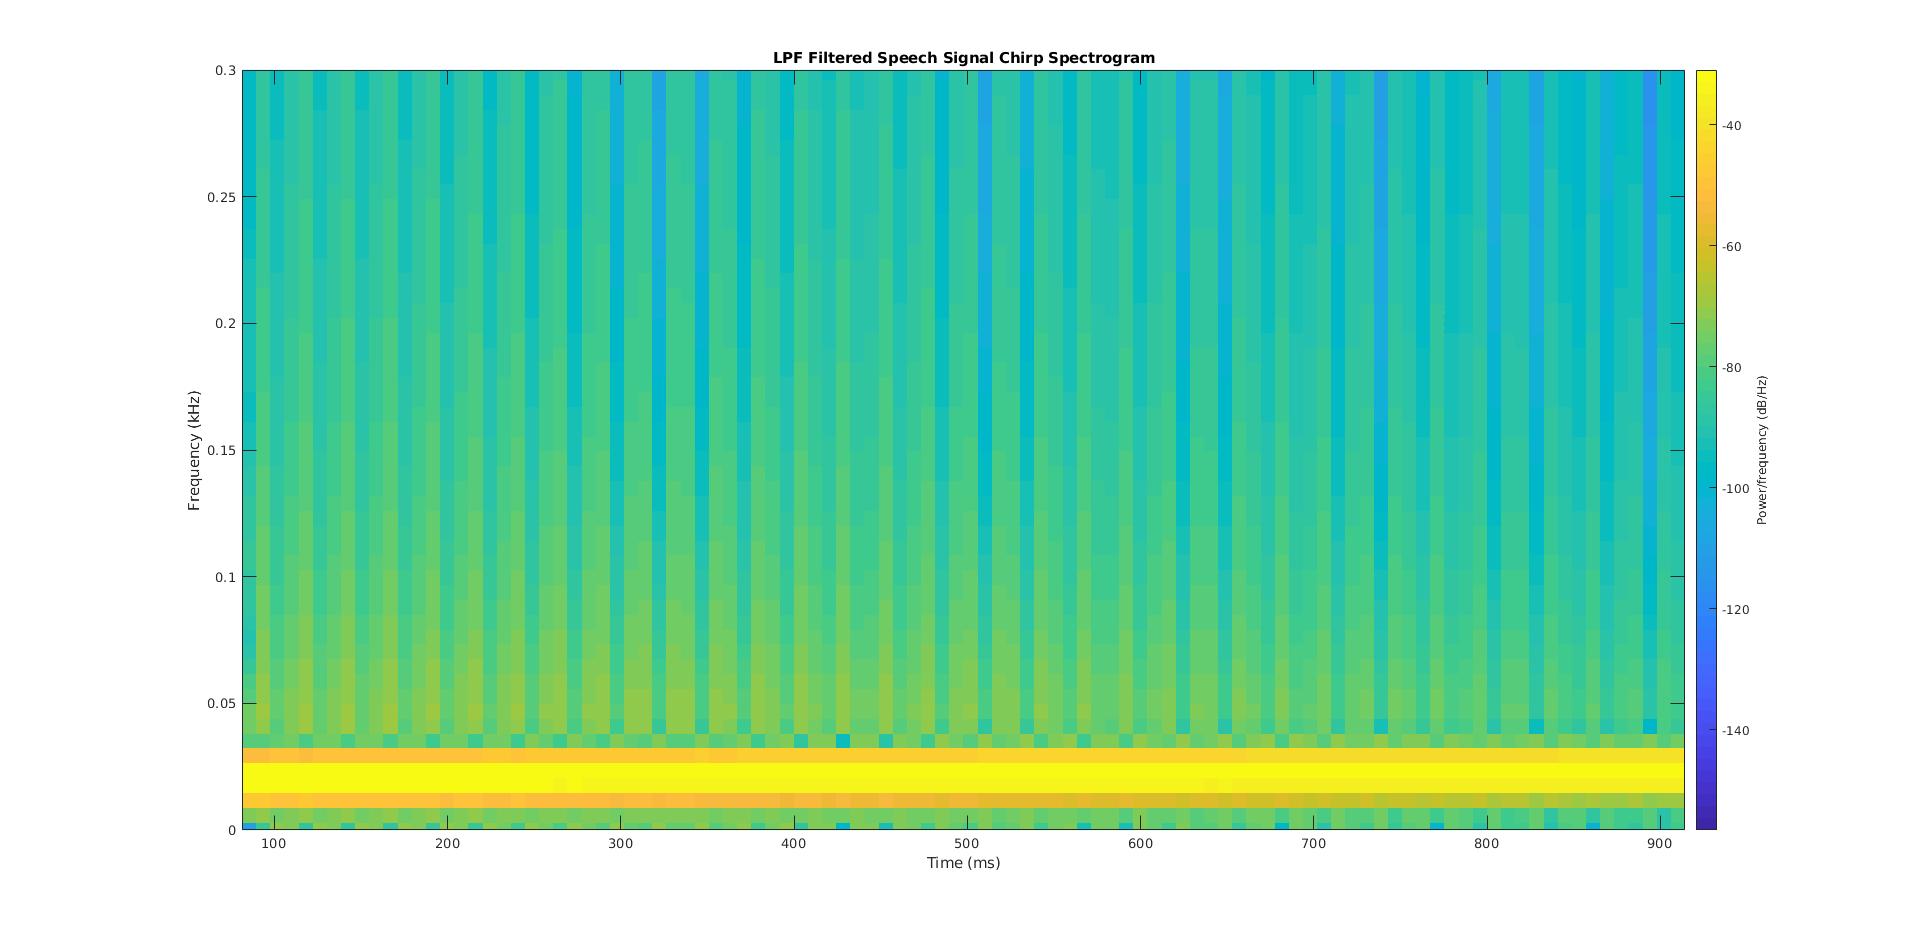 LPF Filtered Speech Signal Chirp Spectrogram
0.3
0.25
0.2
0.15
0.1
0.05
0
Frequency (kHz)
100 200 300 400 500 600 700 800 900
Time (ms)
-40
-60
-80
-100
-120
-140
Power/frequency (dB/Hz)